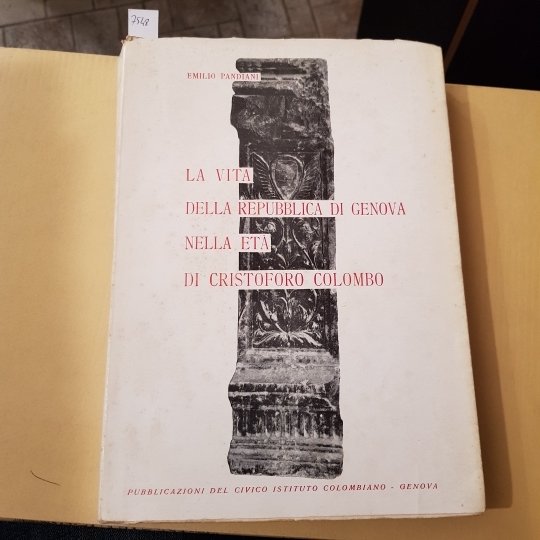 7548
EMILIO PANDIANI
LA VITA
DELLA REPUBBLICA DI GENOVA
NELLA ETÀ
DI CRISTOFORO COLOMBO
PUBBLICAZIONI DEL CIVICO ISTITUTO COLOMBIANO - GENOVA